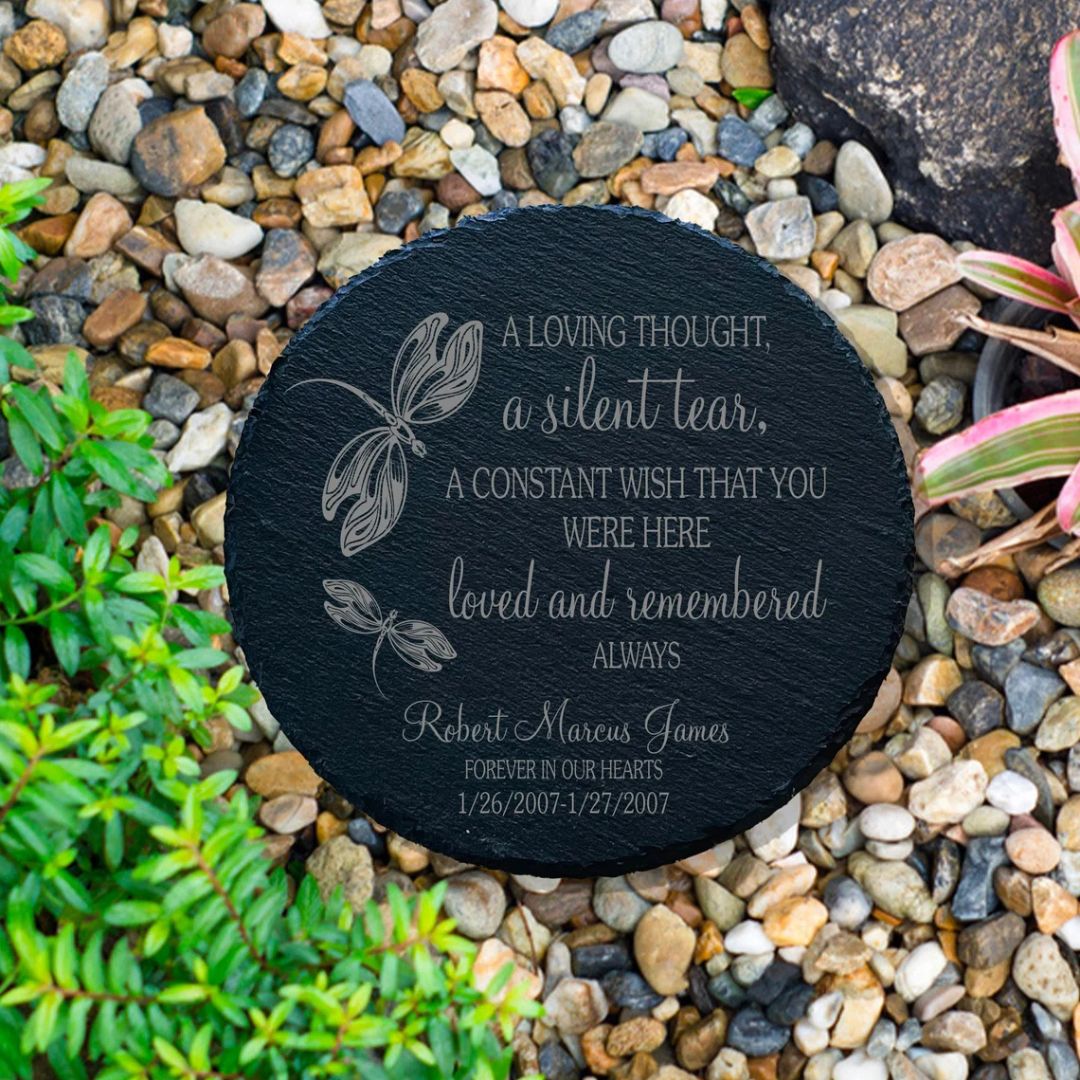 A LOVING THOUGHT,
a silent tear,
A CONSTANT WISH THAT YOU
WERE HERE
loved and remembered
ALWAYS
Robert Marcus James
FOREVER IN OUR HEARTS
1/26/2007-1/27/2007